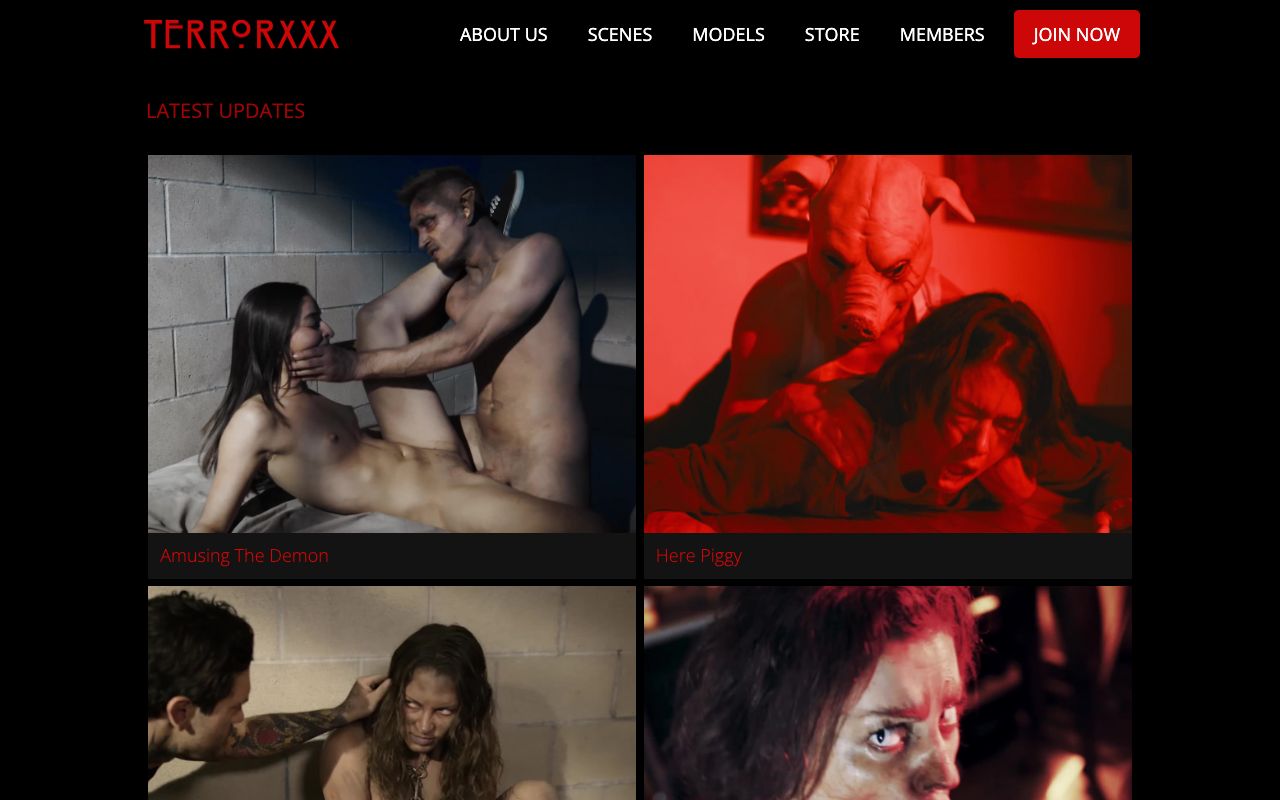 TERRORXXX
ABOUT US
SCENES
MODELS
STORE
MEMBERS
JOIN NOW
LATEST UPDATES
Amusing The Demon
Here Piggy